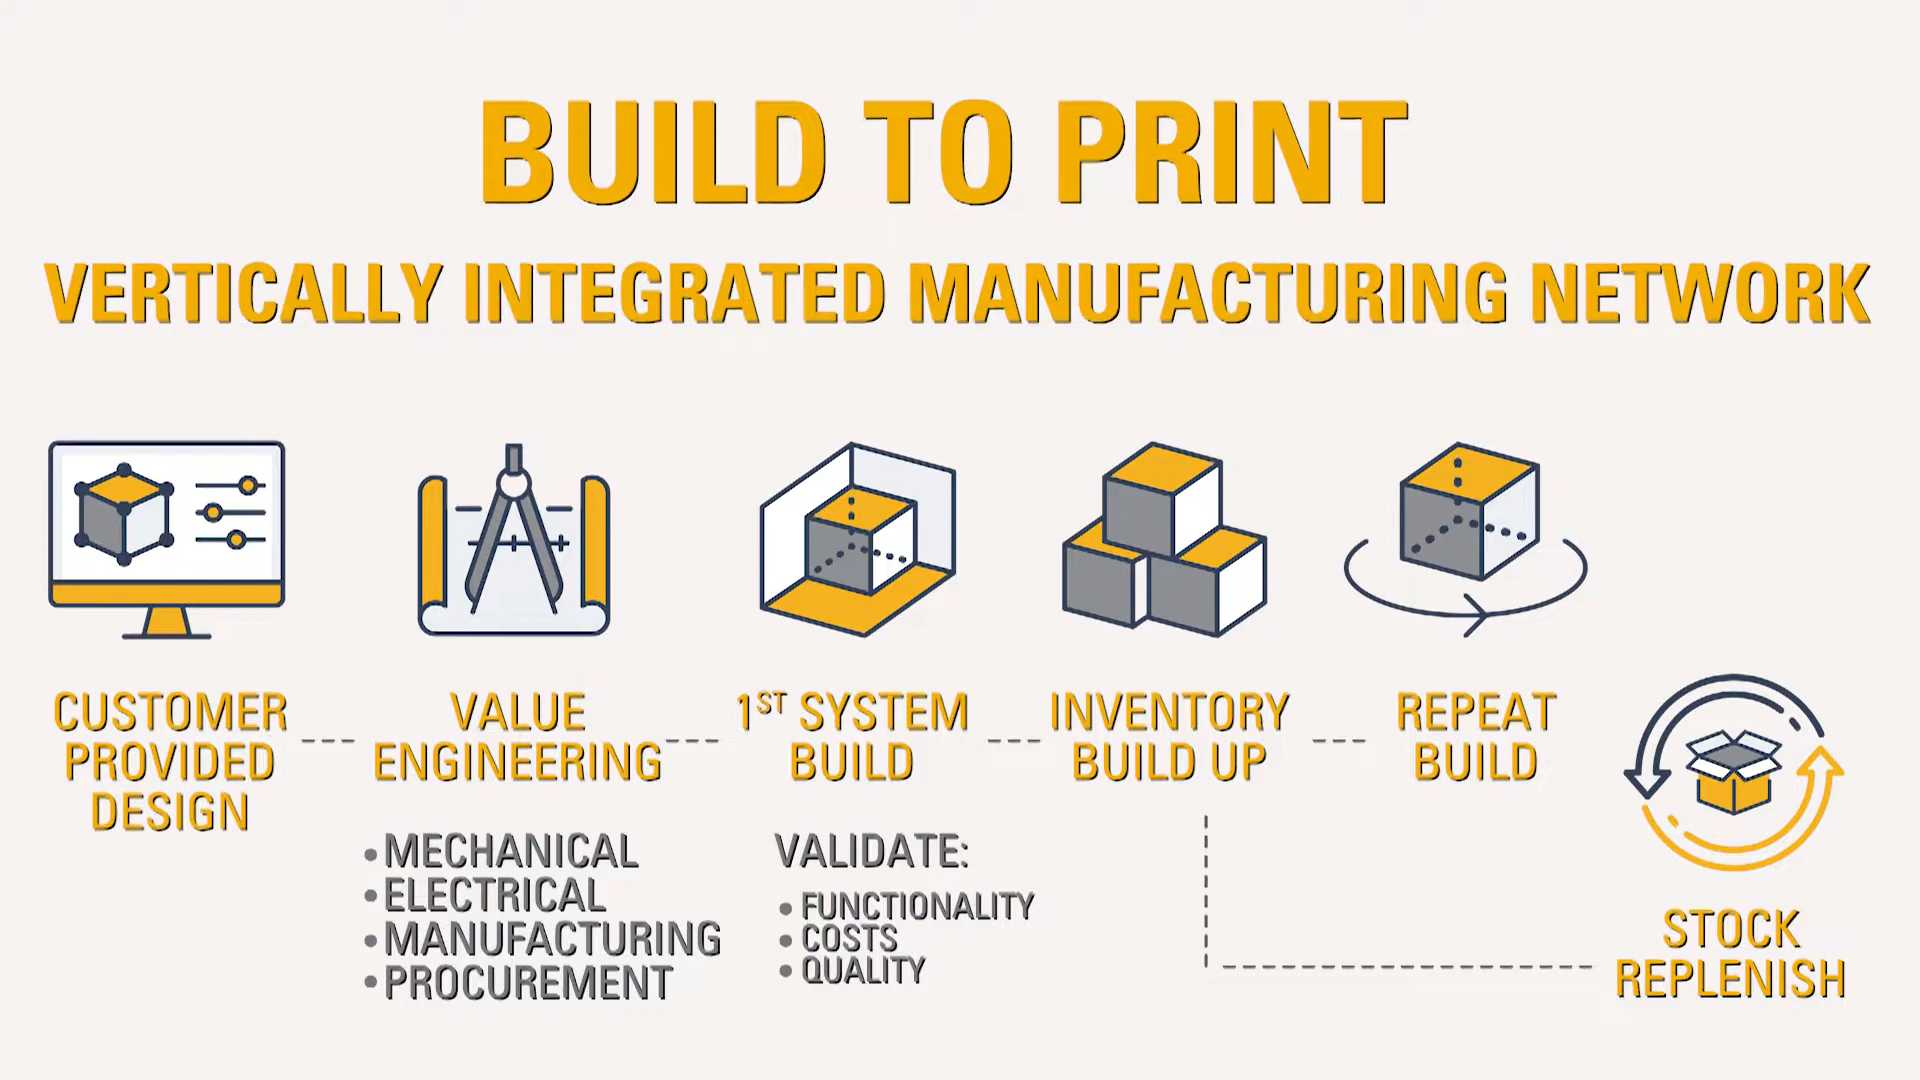 BUILD TO PRINT
VERTICALLY INTEGRATED MANUFACTURING NETWORK
CUSTOMER
PROVIDED
DESIGN
VALUE
ENGINEERING
• MECHANICAL
• ELECTRICAL
• MANUFACTURING
• PROCUREMENT
1ST SYSTEM
BUILD
VALIDATE:
• FUNCTIONALITY
• COSTS
• QUALITY
INVENTORY
BUILD UP
REPEAT
BUILD
STOCK
REPLENISH